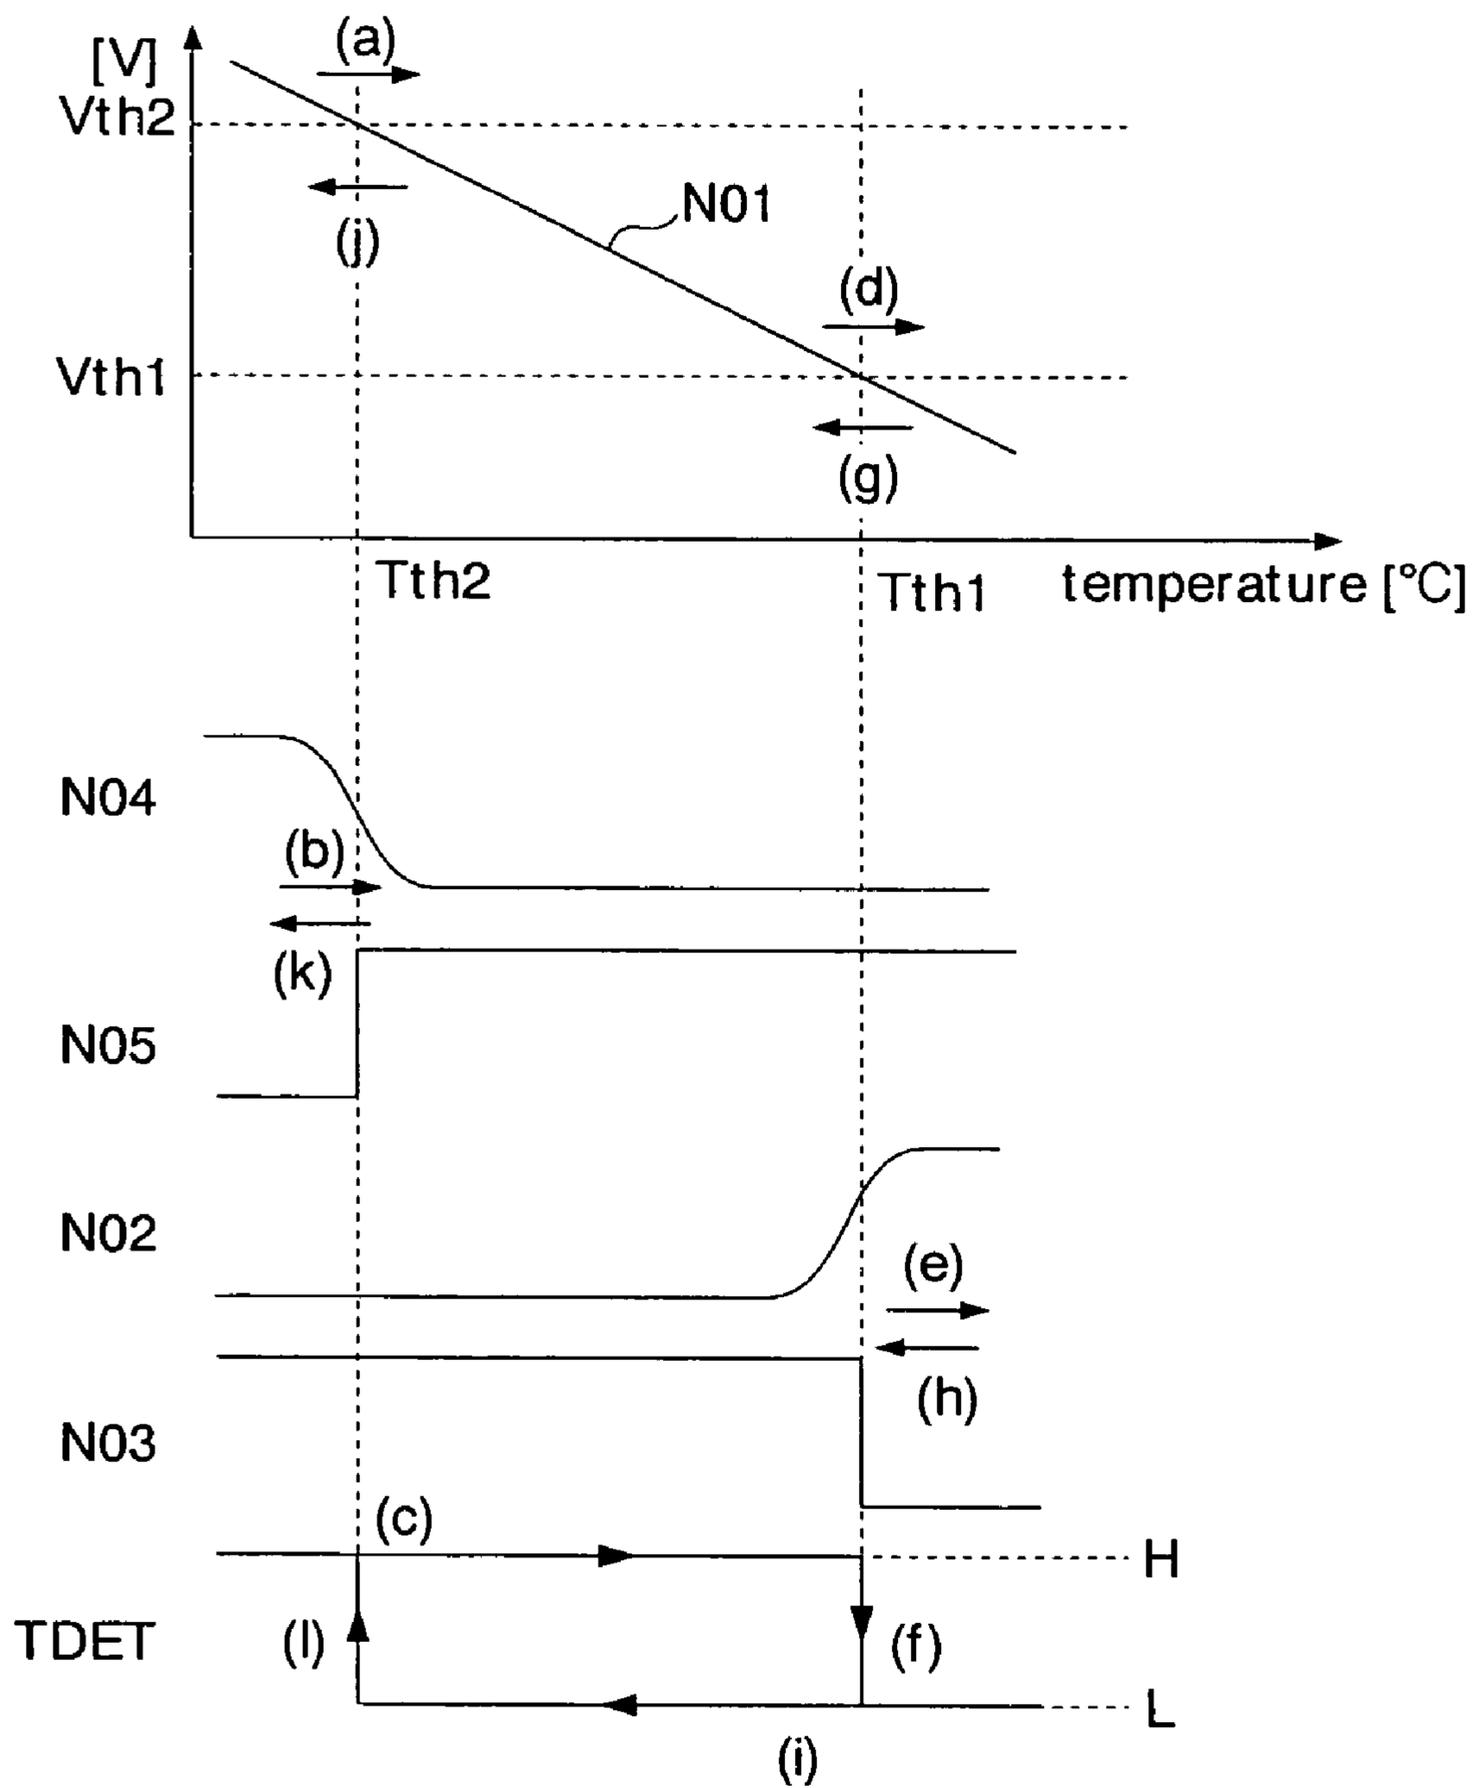 (a)
[V]
Vth2
(j)
N01
(d)
Vth1
(g)
Tth2
Tth1
temperature [°C]
N04
(b)
(k)
N05
N02
(e)
(h)
N03
(c)
H
TDET
(l)
(f)
L
(i)